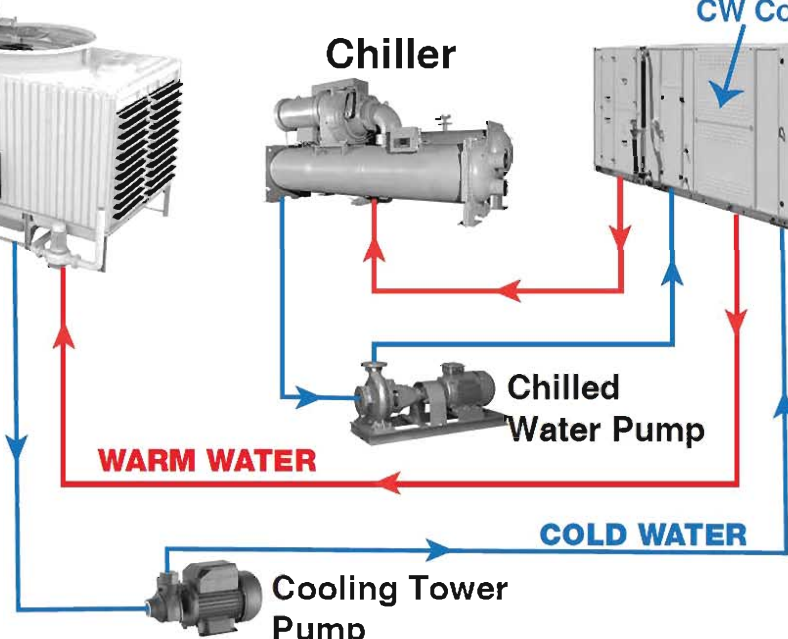 CW Co
Chiller
Chilled
Water Pump
WARM WATER
COLD WATER
Cooling Tower
Pump